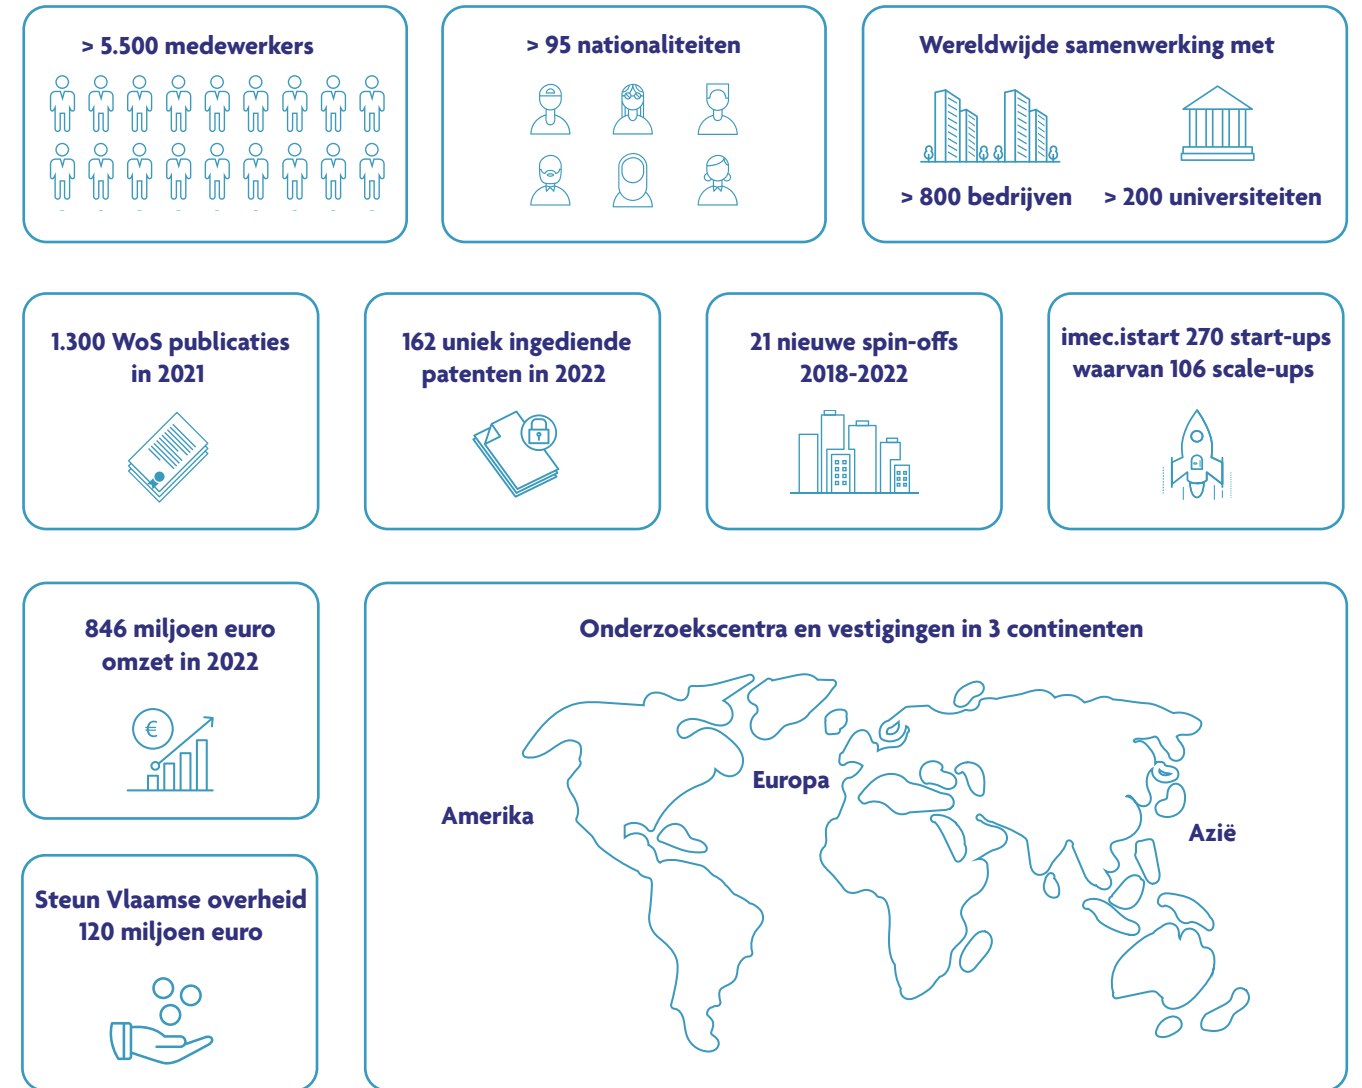 > 5.500 medewerkers
> 95 nationaliteiten
Wereldwijde samenwerking met
> 800 bedrijven
> 200 universiteiten
1.300 WoS publicaties
in 2021
162 uniek ingediende
patenten in 2022
21 nieuwe spin-offs
2018-2022
imec.istart 270 start-ups
waarvan 106 scale-ups
846 miljoen euro
omzet in 2022
€
Steun Vlaamse overheid
120 miljoen euro
Onderzoekscentra en vestigingen in 3 continenten
Europa
Amerika
Azië